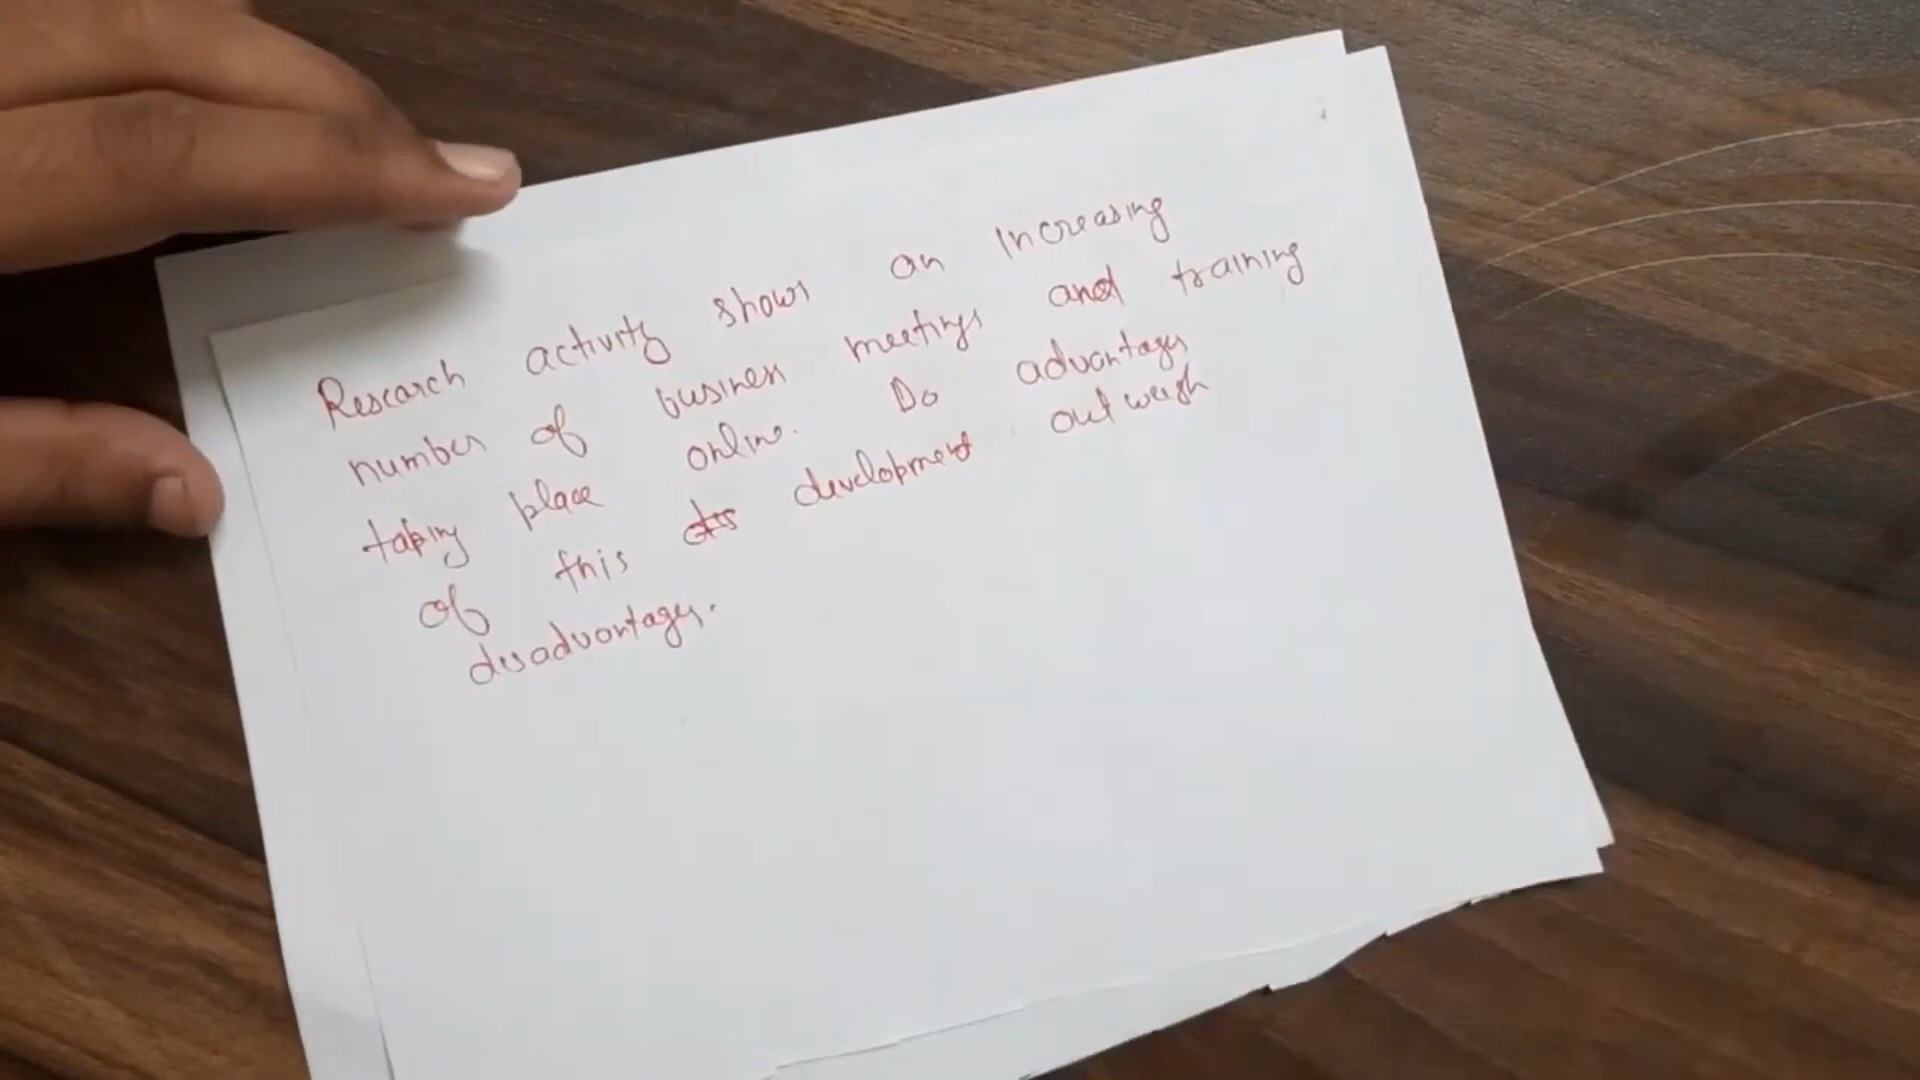 Research activity shows an increasing
number of business meetings and training
taking place online. Do advantages
of this development outweigh
disadvantages.